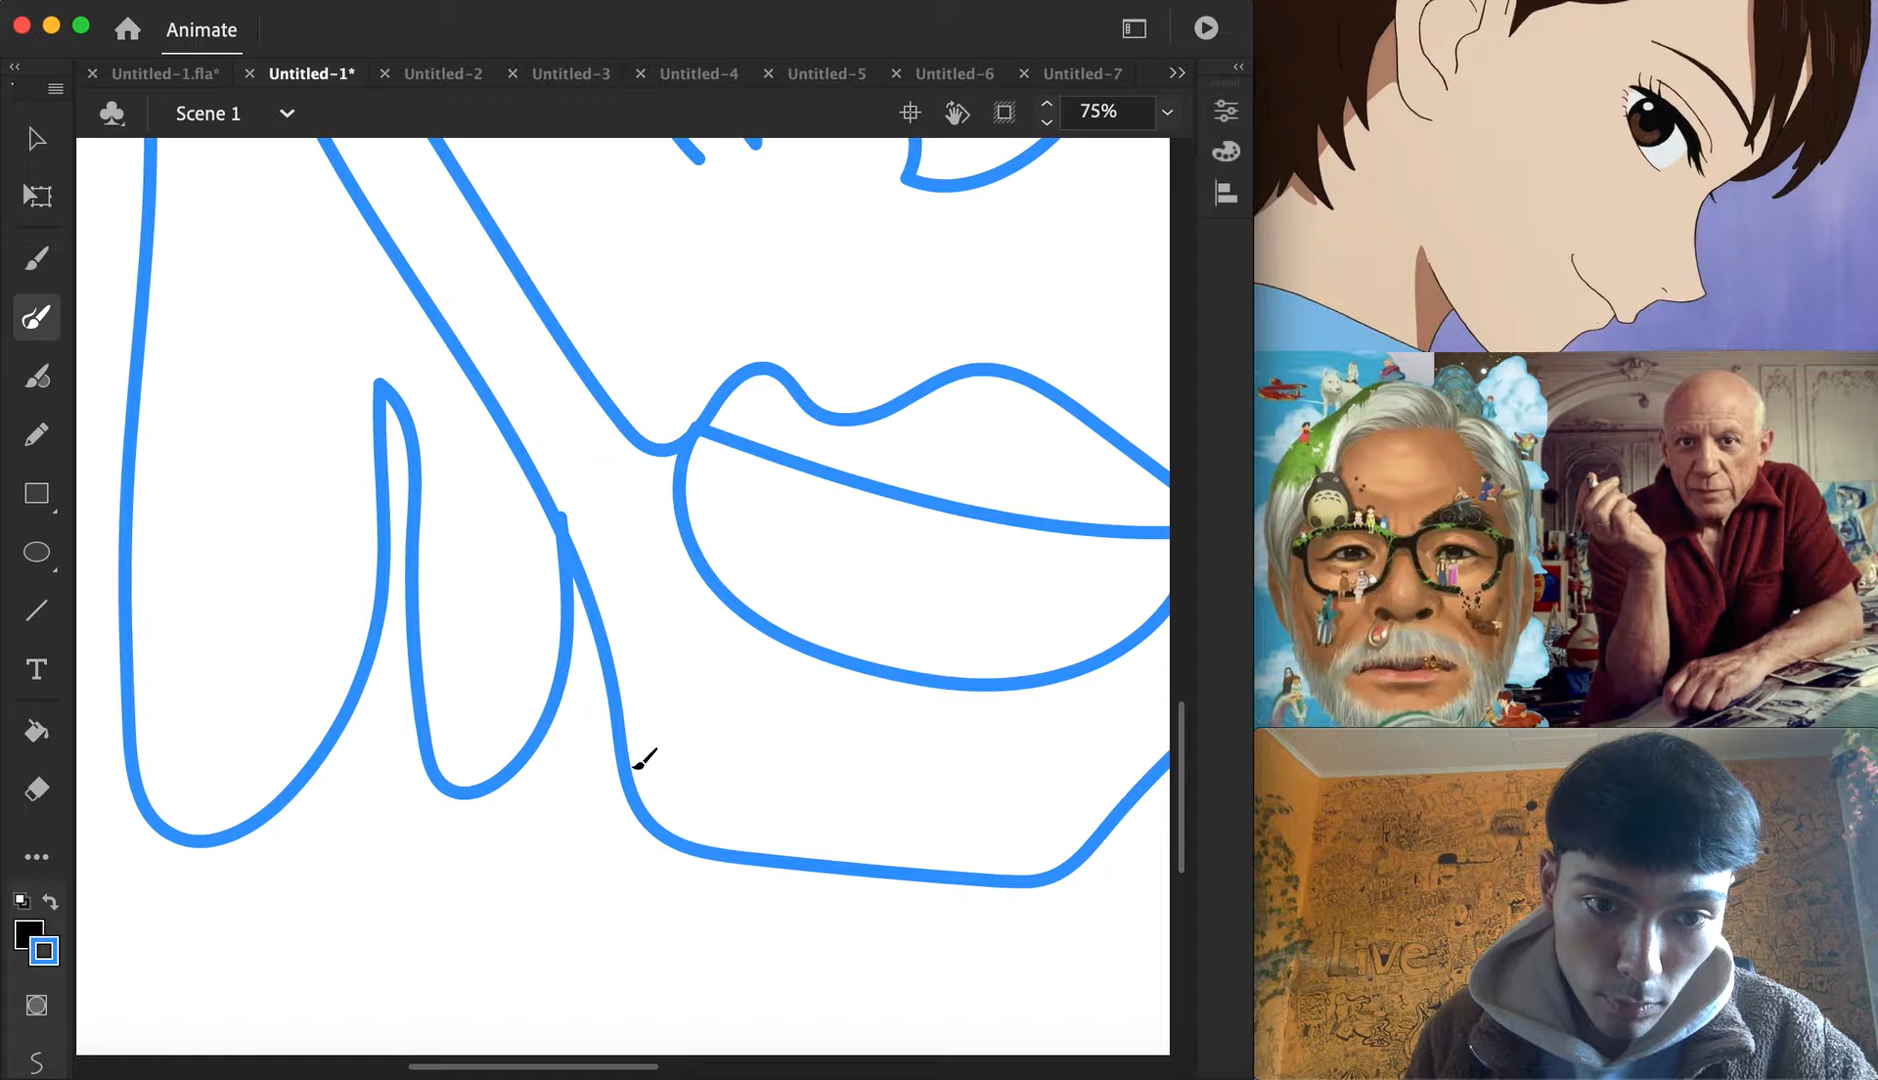 Animate
Untitled-1.fla*
Untitled-1*
Untitled-2
Untitled-3
Untitled-4
Untitled-5
Untitled-6
Untitled-7
Scene 1
75%
Live